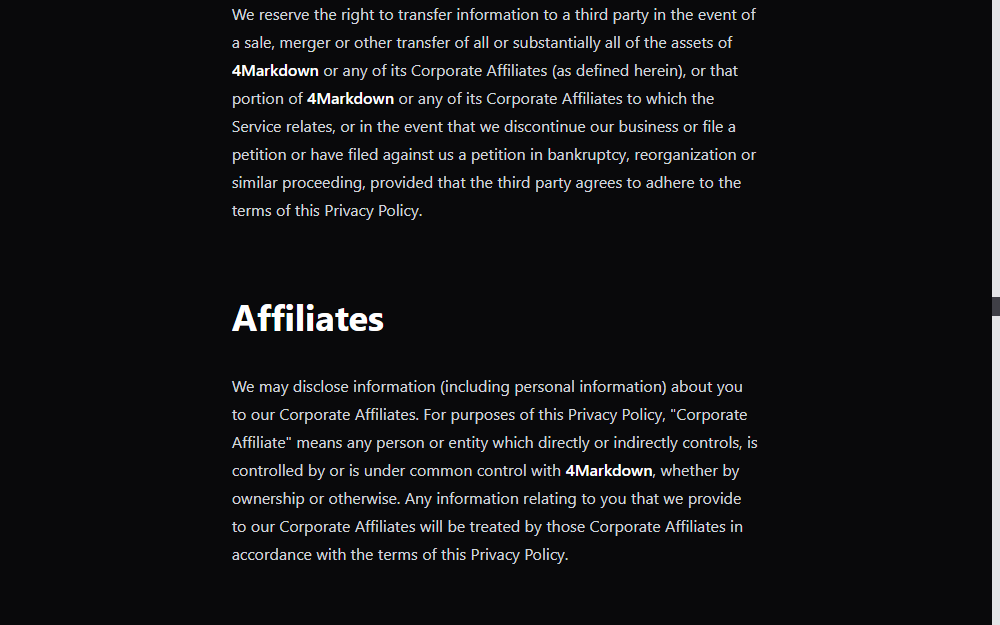 We reserve the right to transfer information to a third party in the event of
a sale, merger or other transfer of all or substantially all of the assets of
4Markdown or any of its Corporate Affiliates (as defined herein), or that
portion of 4Markdown or any of its Corporate Affiliates to which the
Service relates, or in the event that we discontinue our business or file a
petition or have filed against us a petition in bankruptcy, reorganization or
similar proceeding, provided that the third party agrees to adhere to the
terms of this Privacy Policy.
Affiliates
We may disclose information (including personal information) about you
to our Corporate Affiliates. For purposes of this Privacy Policy, "Corporate
Affiliate" means any person or entity which directly or indirectly controls, is
controlled by or is under common control with 4Markdown, whether by
ownership or otherwise. Any information relating to you that we provide
to our Corporate Affiliates will be treated by those Corporate Affiliates in
accordance with the terms of this Privacy Policy.